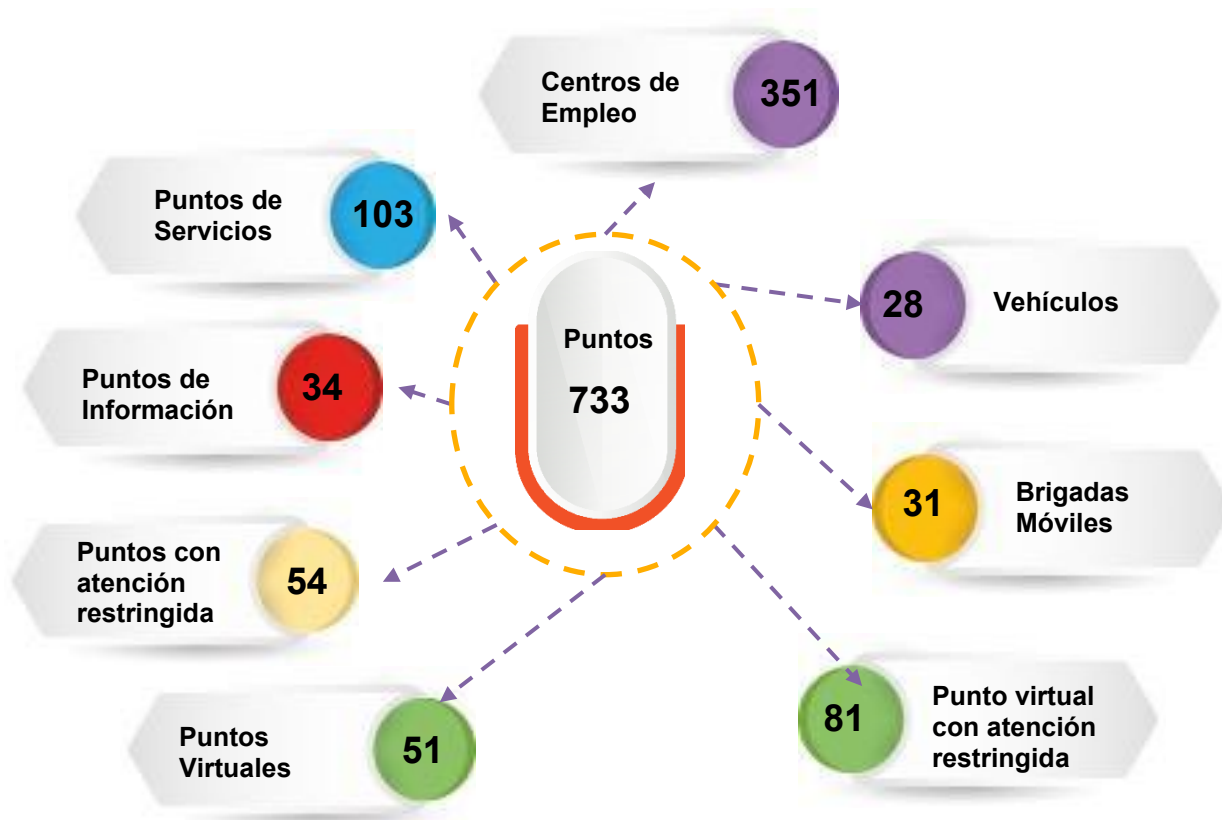 Centros de
Empleo
351
Puntos de
Servicios
103
Vehículos
28
Puntos
733
Puntos de
Información
34
Brigadas
Móviles
31
Puntos con
atención
restringida
54
Punto virtual
con atención
restringida
81
Puntos
Virtuales
51